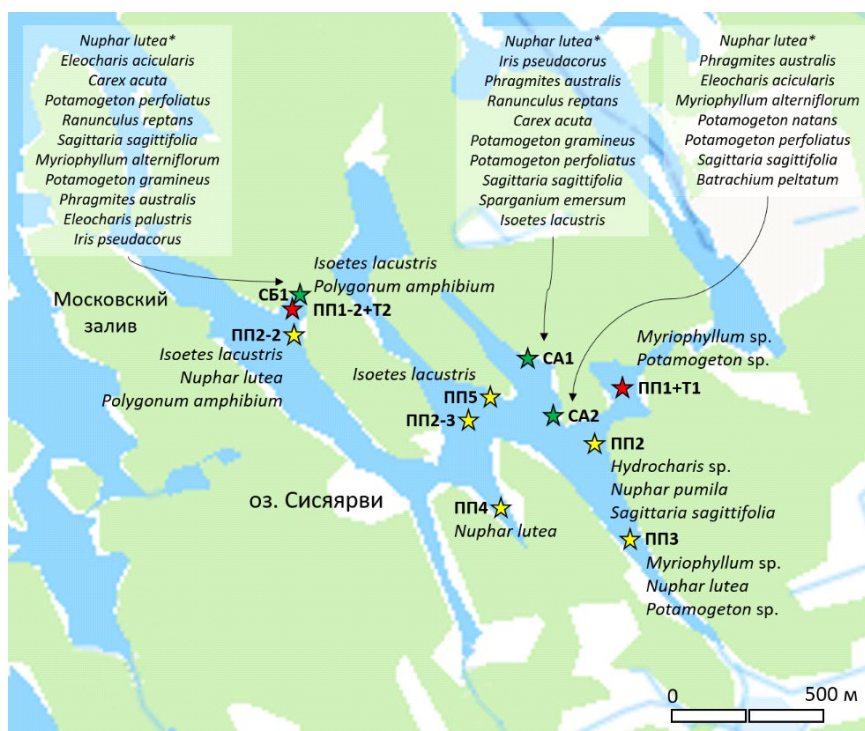 Nuphar lutea*
Eleocharis acicularis
Carex acuta
Potamogeton perfoliatus
Ranunculus reptans
Sagittaria sagittifolia
Myriophyllum alterniflorum
Potamogeton gramineus
Phragmites australis
Eleocharis palustris
Iris pseudacorus
Nuphar lutea*
Iris pseudacorus
Phragmites australis
Ranunculus reptans
Carex acuta
Potamogeton gramineus
Potamogeton perfoliatus
Sagittaria sagittifolia
Sparganium emersum
Isoetes lacustris
Nuphar lutea*
Phragmites australis
Eleocharis acicularis
Myriophyllum alterniflorum
Potamogeton natans
Potamogeton perfoliatus
Sagittaria sagittifolia
Batrachium peltatum
Московский
залив
СБ1
Isoetes lacustris
Polygonum amphibium
ПП1-2+Т2
ПП2-2
Isoetes lacustris
Nuphar lutea
Polygonum amphibium
Isoetes lacustris
ПП5
ПП2-3
СА1
СА2
Myriophyllum sp.
Potamogeton sp.
ПП1+Т1
ПП2
Hydrocharis sp.
Nuphar pumila
Sagittaria sagittifolia
оз. Сисяярви
ПП4
Nuphar lutea
ПП3
Myriophyllum sp.
Nuphar lutea
Potamogeton sp.
0 500 м